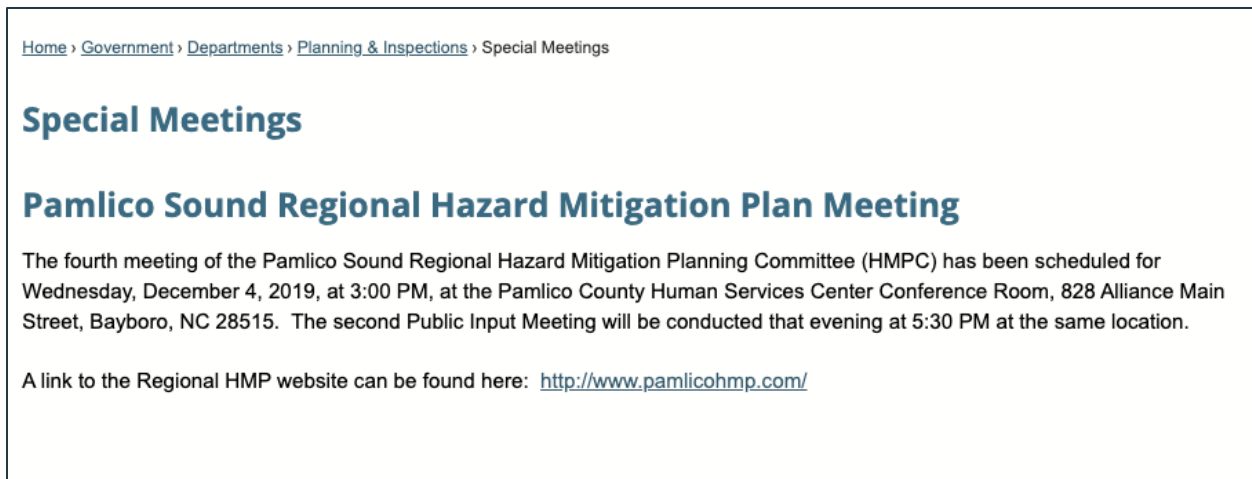 Home › Government › Departments › Planning & Inspections › Special Meetings
Special Meetings
Pamlico Sound Regional Hazard Mitigation Plan Meeting
The fourth meeting of the Pamlico Sound Regional Hazard Mitigation Planning Committee (HMPC) has been scheduled for
Wednesday, December 4, 2019, at 3:00 PM, at the Pamlico County Human Services Center Conference Room, 828 Alliance Main
Street, Bayboro, NC 28515.  The second Public Input Meeting will be conducted that evening at 5:30 PM at the same location.
A link to the Regional HMP website can be found here:  http://www.pamlicohmp.com/